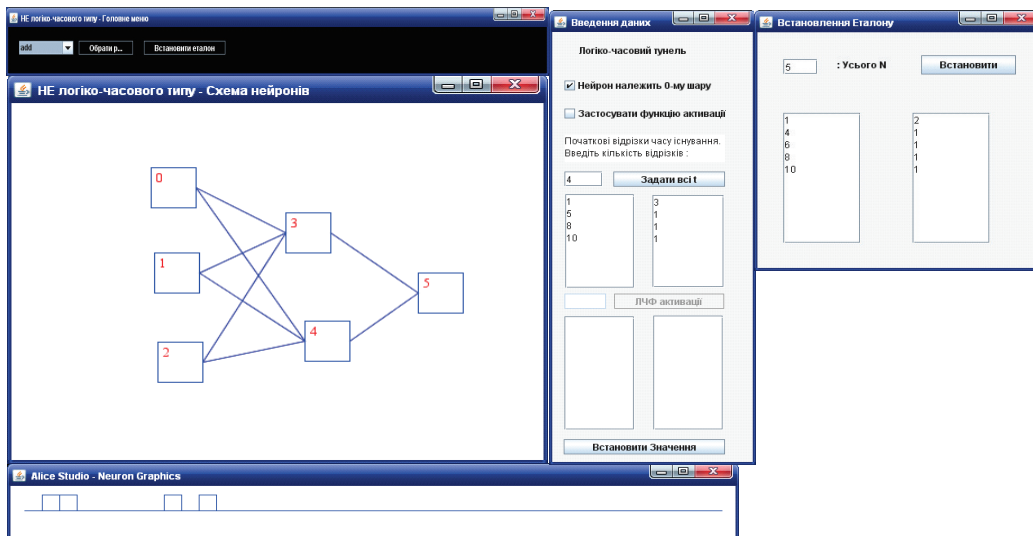 НЕ логіко-часового типу - Головне меню
add
Обрати р...
Встановити еталон
НЕ логіко-часового типу - Схема нейронів
0
1
2
3
4
5
Введення даних
Логіко-часовий тунель
Нейрон належить 0-му шару
Застосувати функцію активації
Початкові відрізки часу існування.
Введіть кількість відрізків :
4
Задати всі t
1
5
8
10
3
1
1
1
ЛЧФ активації
Встановити Значення
Встановлення Еталону
5
: Усього N
Встановити
1
4
6
8
10
2
1
1
1
1
Alice Studio - Neuron Graphics